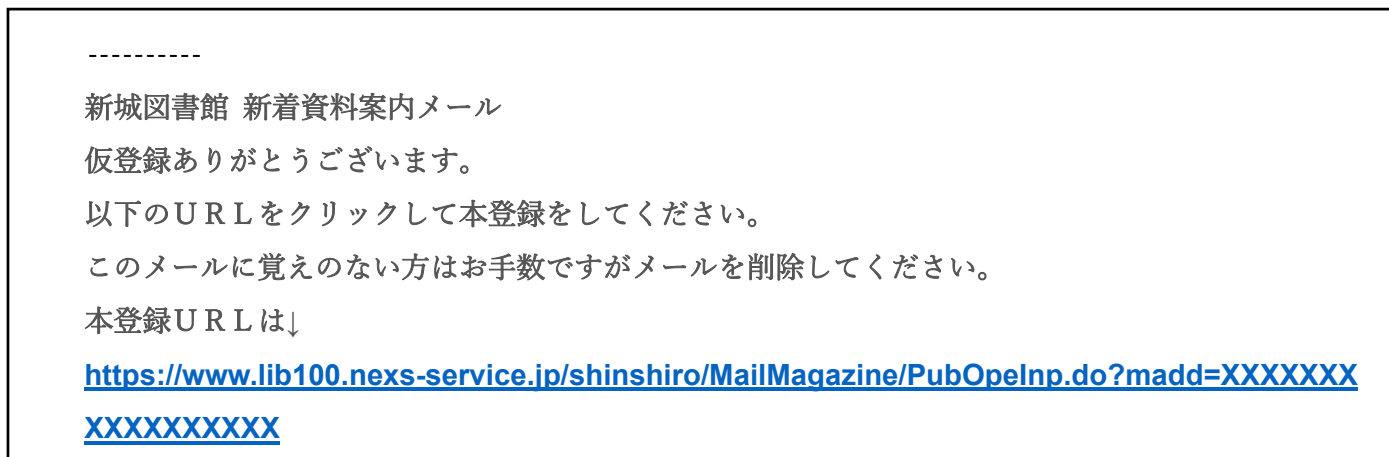 ----------
新城図書館 新着資料案内メール
仮登録ありがとうございます。
以下のＵＲＬをクリックして本登録をしてください。
このメールに覚えのない方はお手数ですがメールを削除してください。
本登録ＵＲＬは↓
https://www.lib100.nexs-service.jp/shinshiro/MailMagazine/PubOpeInp.do?madd=XXXXXXX
XXXXXXXXXX